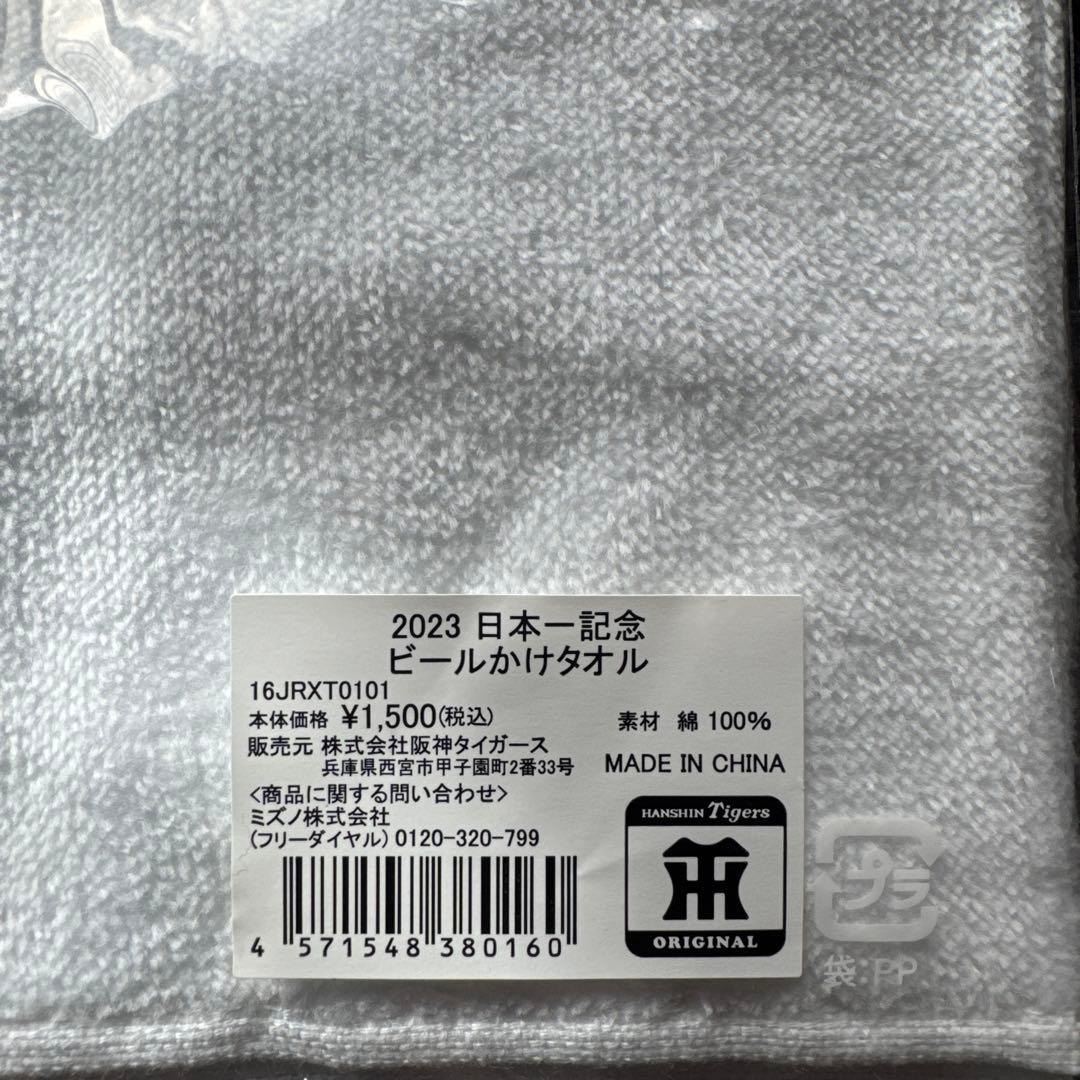 2023 日本一記念
ビールかけタオル
16JRXT0101
本体価格 ¥1,500(税込)
素材 綿 100%
販売元 株式会社阪神タイガース
兵庫県西宮市甲子園町2番33号
MADE IN CHINA
<商品に関する問い合わせ>
ミズノ株式会社
(フリーダイヤル) 0120-320-799
4 571548 380160
HANSHIN Tigers
TH
ORIGINAL
プラ
袋:PP